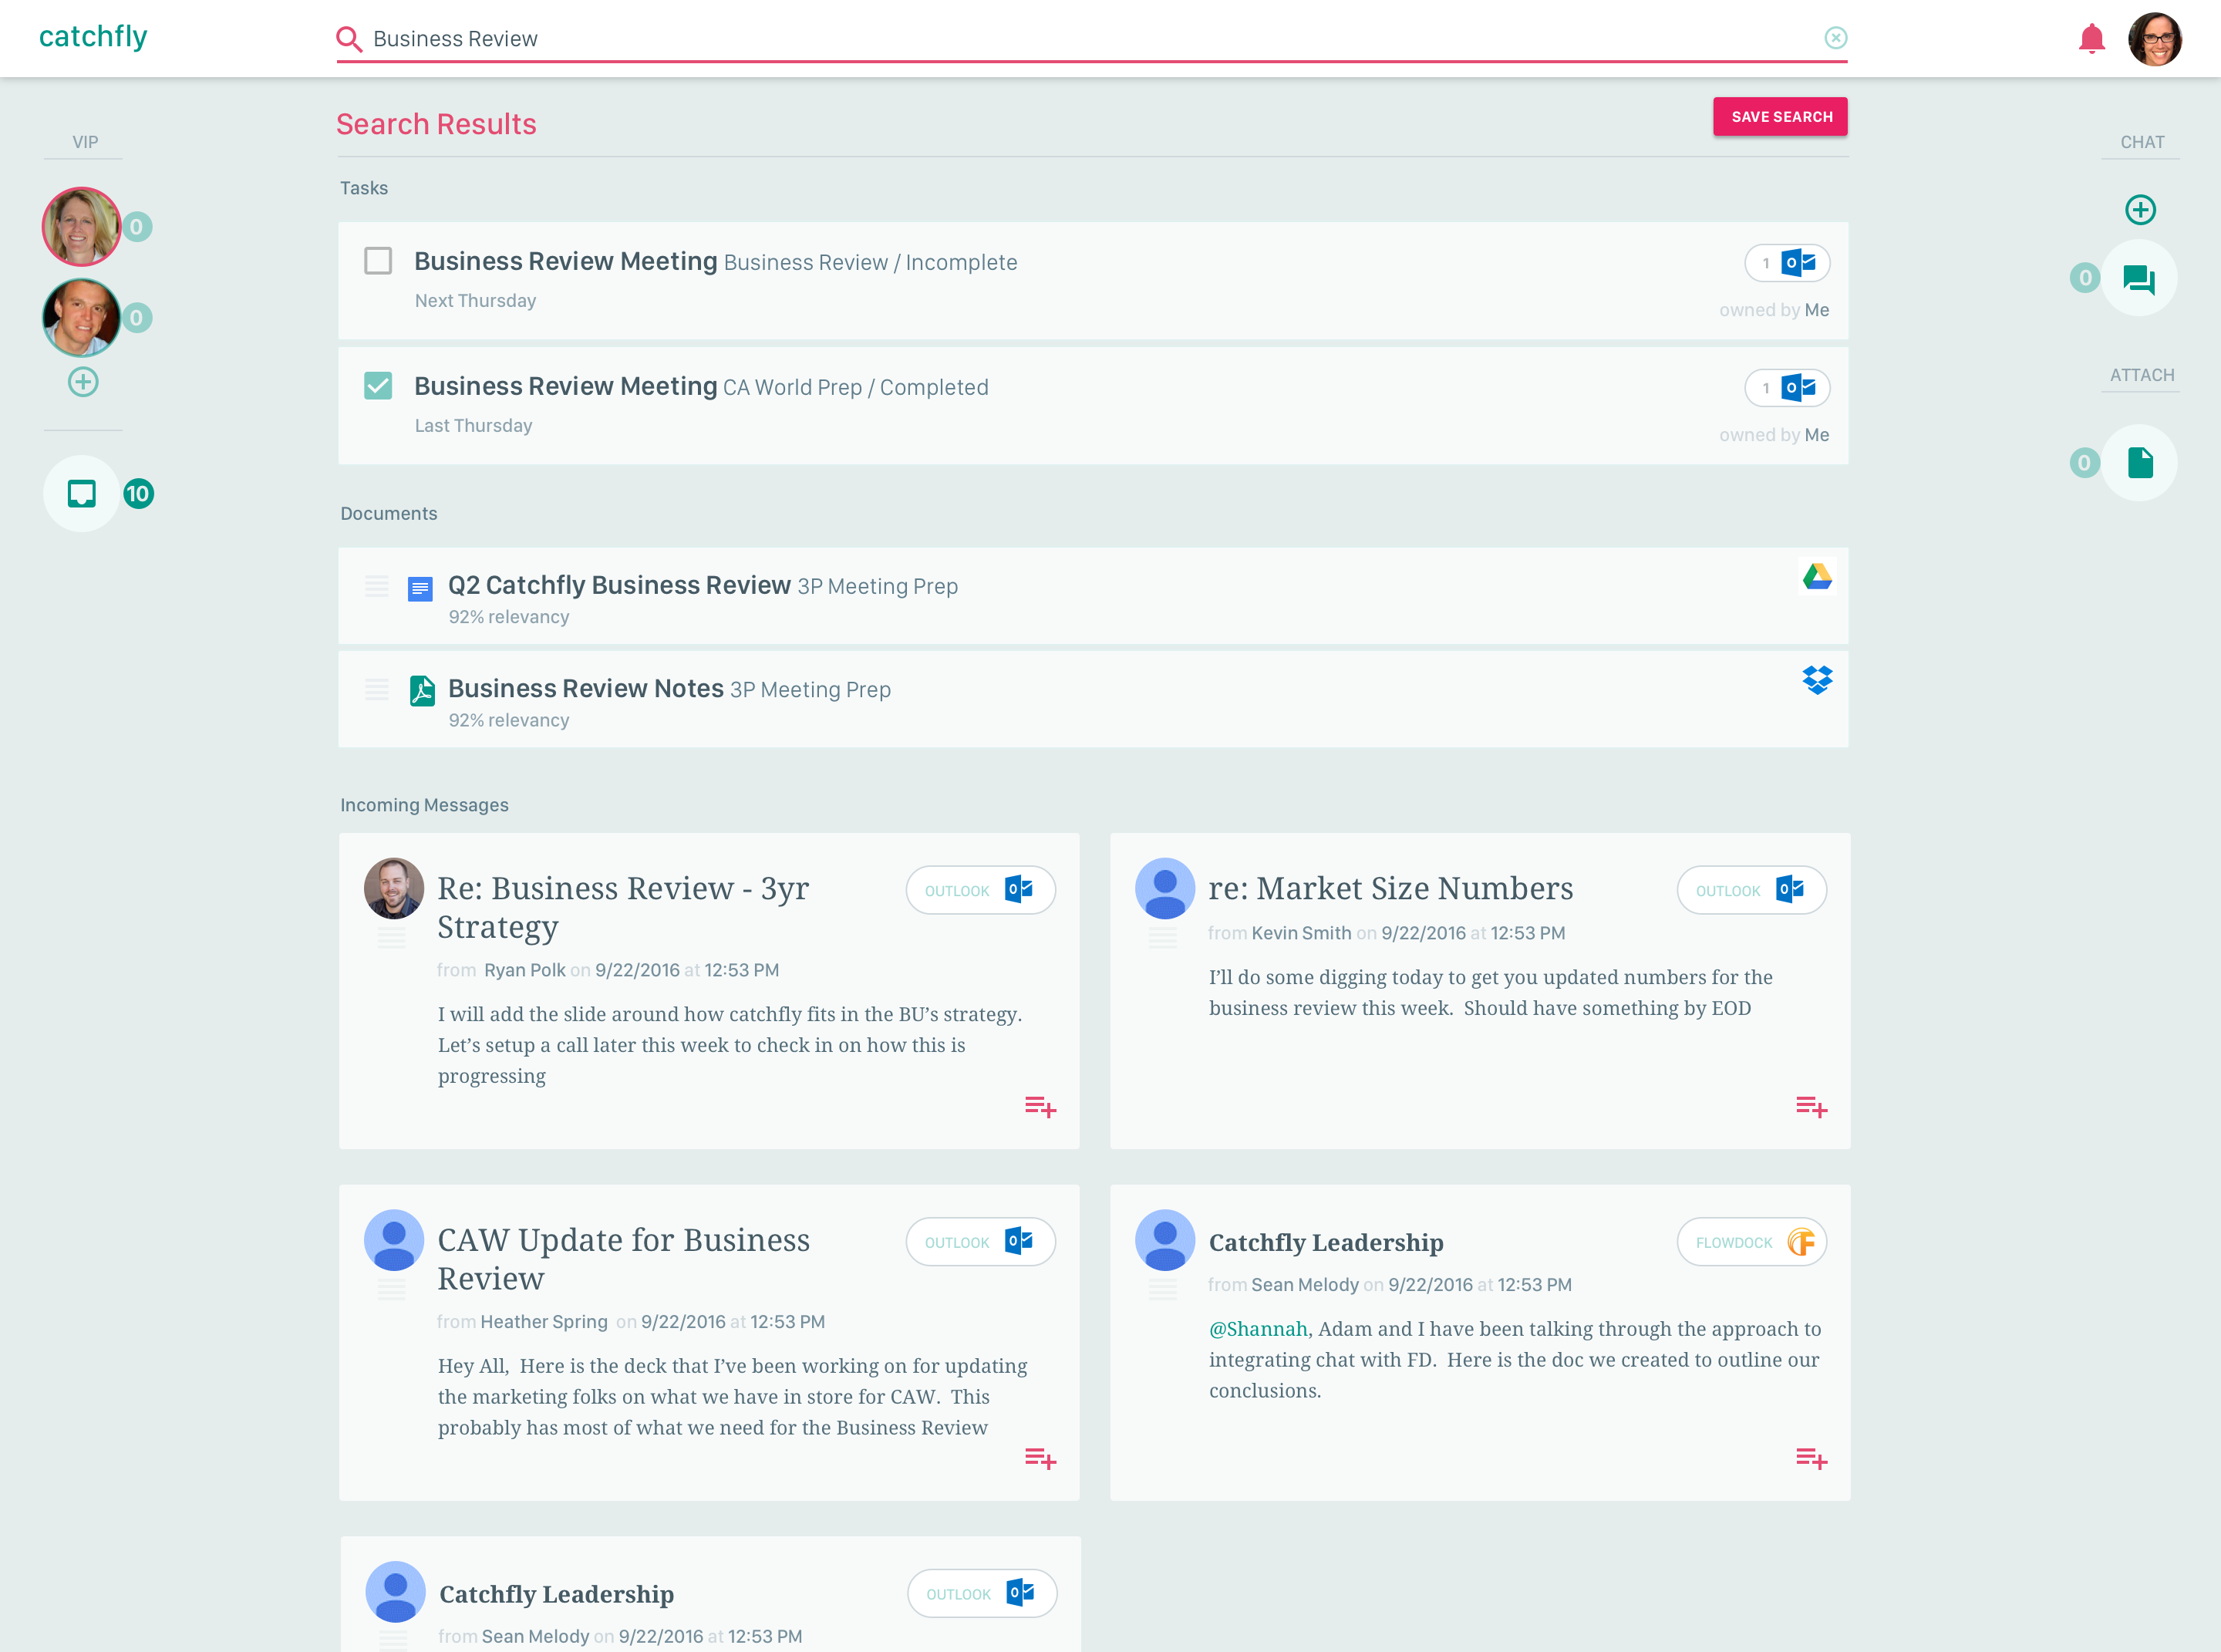 catchfly
Business Review
Search Results
SAVE SEARCH
VIP
0
0
10
CHAT
0
ATTACH
0
Tasks
Business Review Meeting Business Review / Incomplete
Next Thursday
1
owned by Me
Business Review Meeting CA World Prep / Completed
Last Thursday
1
owned by Me
Documents
Q2 Catchfly Business Review 3P Meeting Prep
92% relevancy
Business Review Notes 3P Meeting Prep
92% relevancy
Incoming Messages
Re: Business Review - 3yr
Strategy
OUTLOOK
from Ryan Polk on 9/22/2016 at 12:53 PM
I will add the slide around how catchfly fits in the BU’s strategy.
Let’s setup a call later this week to check in on how this is
progressing
re: Market Size Numbers
OUTLOOK
from Kevin Smith on 9/22/2016 at 12:53 PM
I’ll do some digging today to get you updated numbers for the
business review this week. Should have something by EOD
CAW Update for Business
Review
OUTLOOK
from Heather Spring on 9/22/2016 at 12:53 PM
Hey All, Here is the deck that I’ve been working on for updating
the marketing folks on what we have in store for CAW. This
probably has most of what we need for the Business Review
Catchfly Leadership
FLOWDOCK
from Sean Melody on 9/22/2016 at 12:53 PM
@Shannah, Adam and I have been talking through the approach to
integrating chat with FD. Here is the doc we created to outline our
conclusions.
Catchfly Leadership
OUTLOOK
from Sean Melody on 9/22/2016 at 12:53 PM